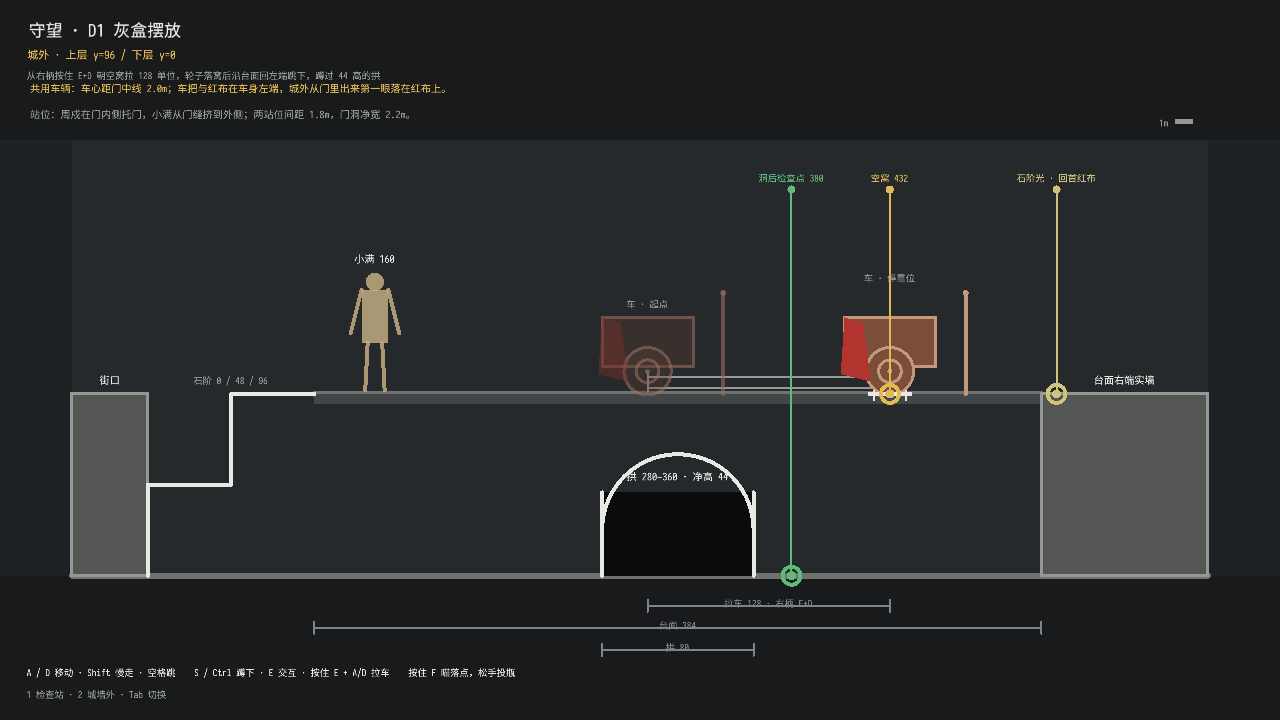 守望 · D1 灰盒摆放
城外 · 上层 y=96 / 下层 y=0
从右柄按住 E+D 朝空窝拉 128 单位，轮子落窝后沿台面回左端跳下，蹲过 44 高的拱
共用车辆：车心距门中线 2.0m；车把与红布在车身左端，城外从门里出来第一眼落在红布上。
站位：周戍在门内侧托门，小满从门缝挤到外侧；两站位间距 1.8m，门洞净宽 2.2m。
1m
洞后检查点 380
空窝 432
石阶光 · 回首红布
小满 160
车 · 停靠位
车 · 起点
街口
石阶 0 / 48 / 96
台面右端实墙
拱 280–360 · 净高 44
拉车 128 · 右柄 E+D
台面 384
拱 80
A / D 移动 · Shift 慢走 · 空格跳 S / Ctrl 蹲下 · E 交互 · 按住 E + A/D 拉车 按住 F 瞄落点，松手投瓶
1 检查站 · 2 城墙外 · Tab 切换